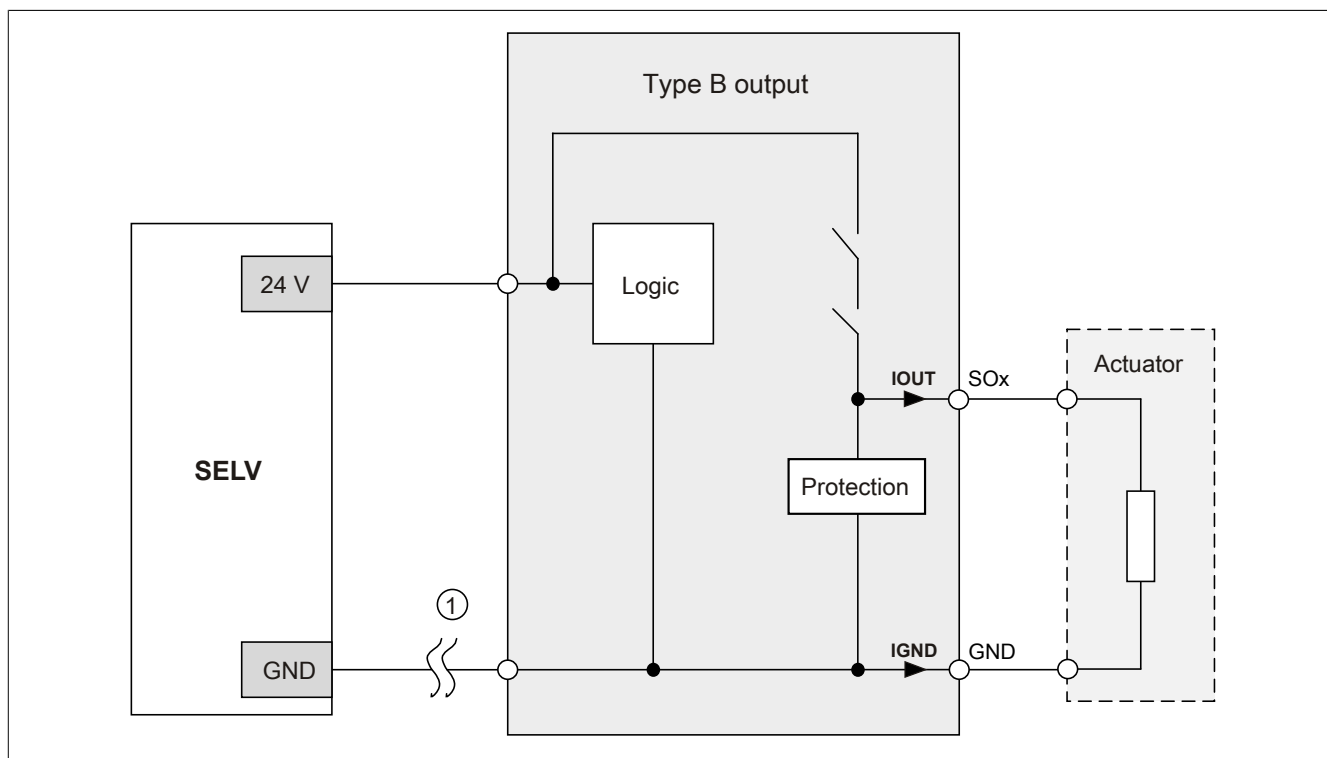 Type B output
24 V
Logic
IOUT
SOx
Actuator
SELV
Protection
1
GND
IGND
GND